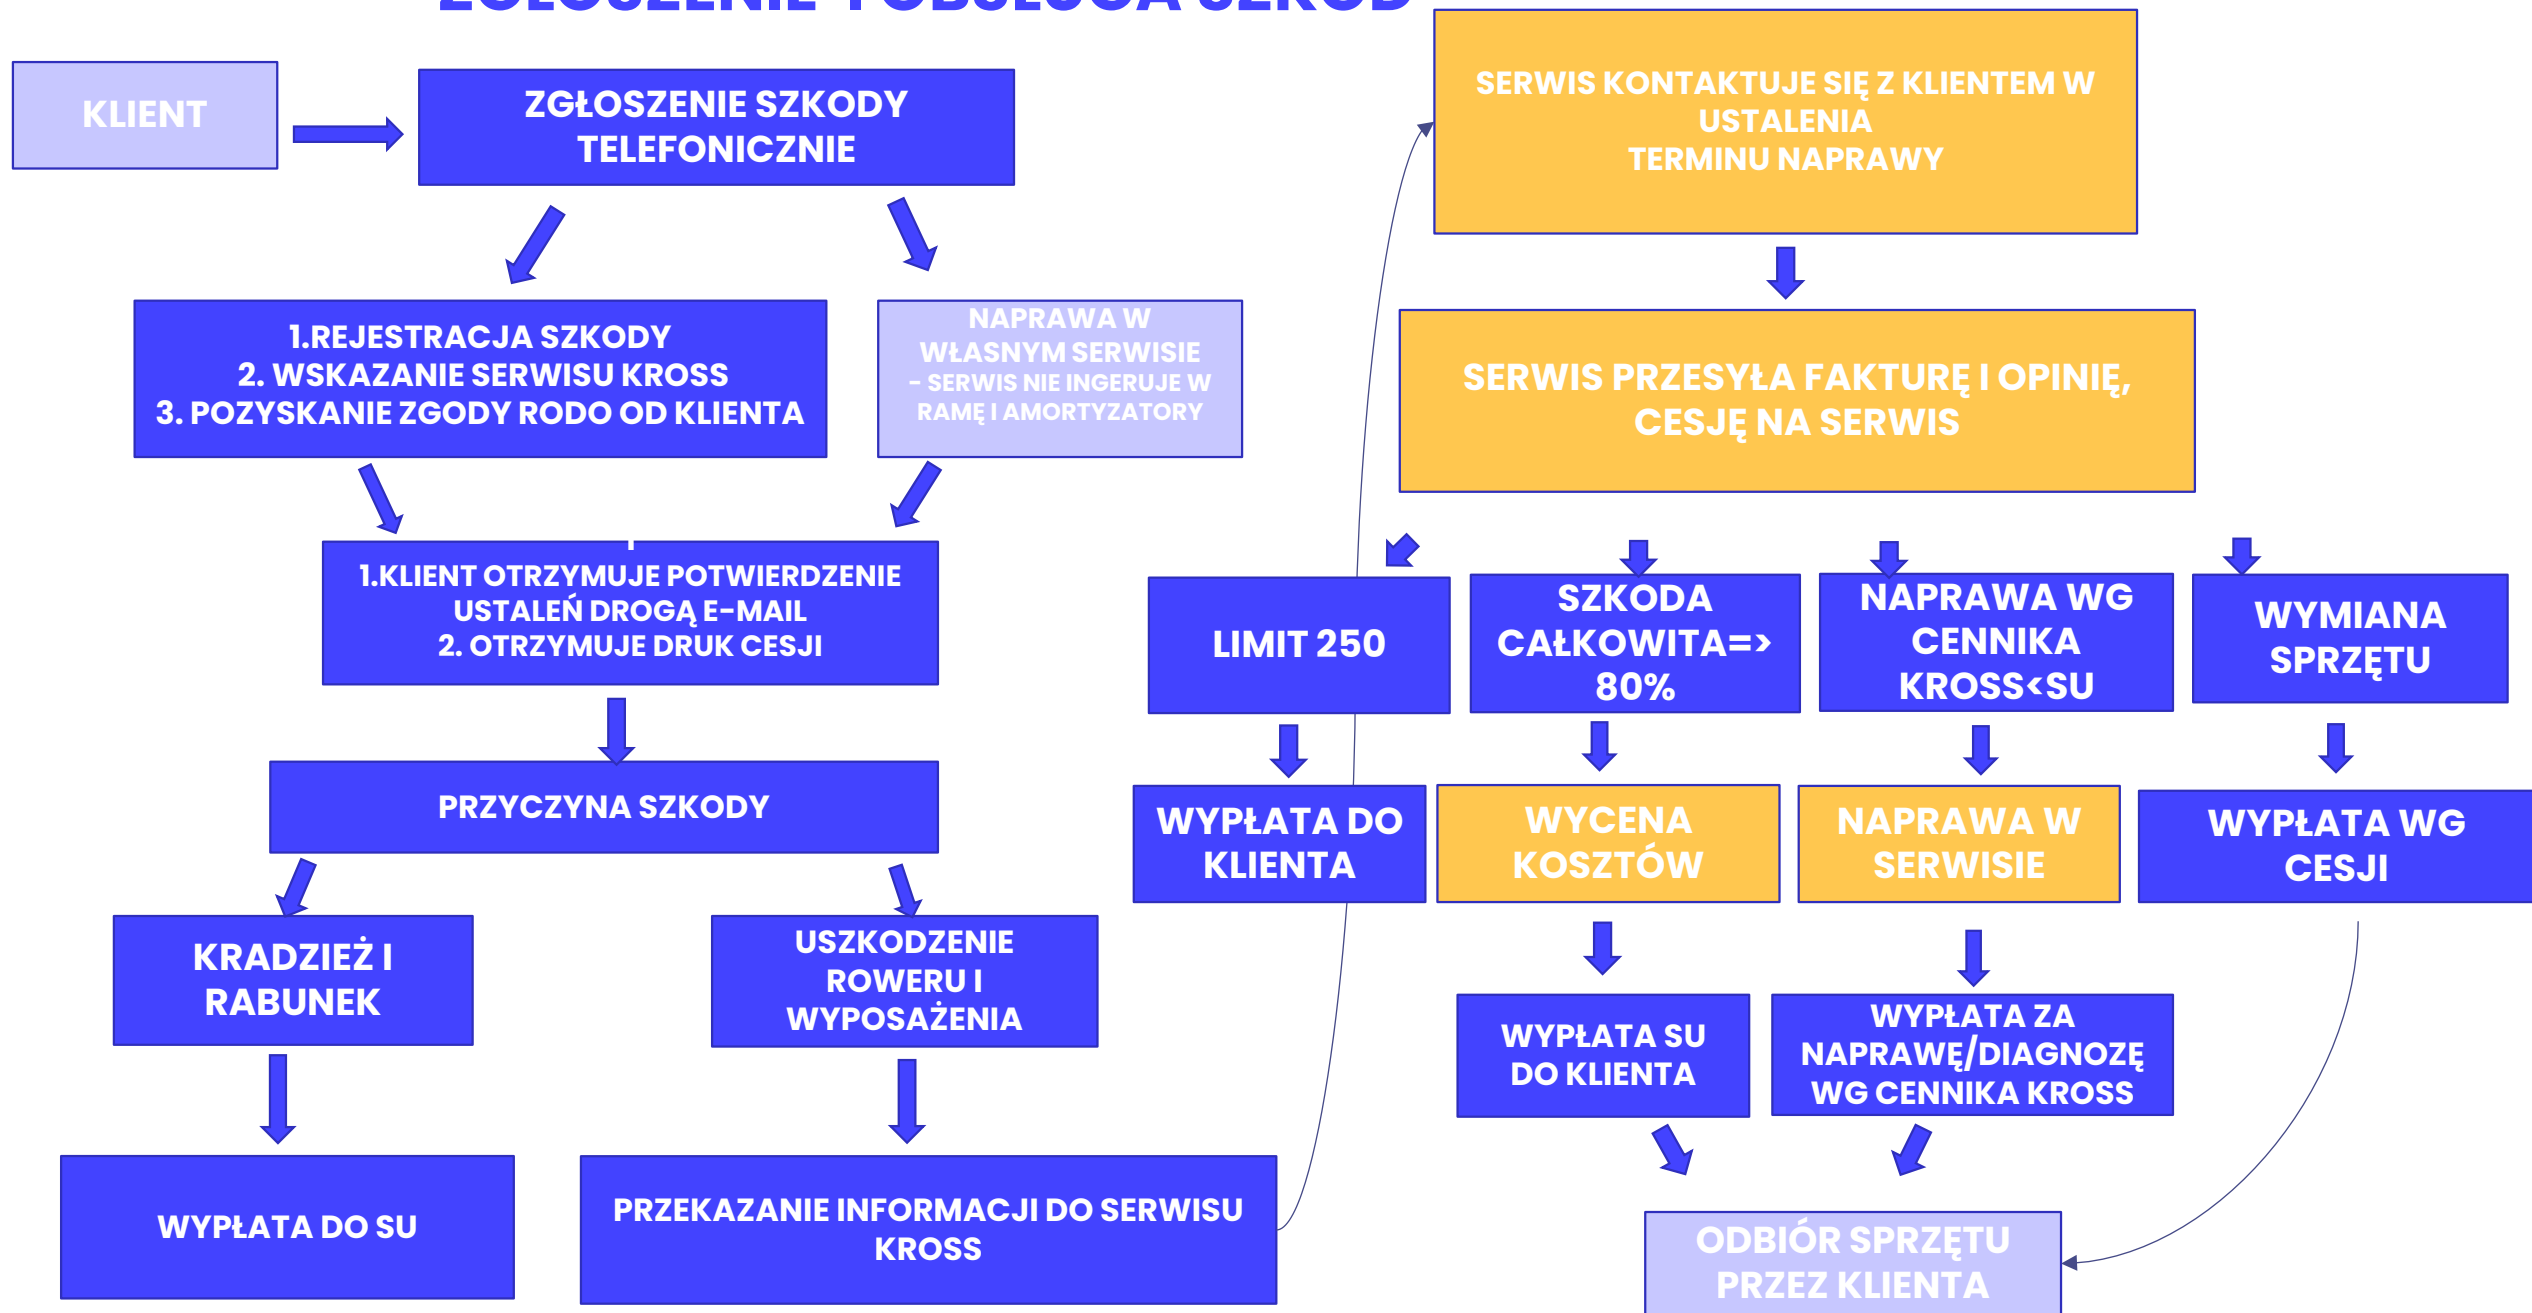 ZGŁOSZENIE I OBSŁUGA SZKÓD
KLIENT
ZGŁOSZENIE SZKODY
TELEFONICZNIE
1.REJESTRACJA SZKODY
2. WSKAZANIE SERWISU KROSS
3. POZYSKANIE ZGODY RODO OD KLIENTA
NAPRAWA W
WŁASNYM SERWISIE
- SERWIS NIE INGERUJE W
RAMĘ I AMORTYZATORY
1.KLIENT OTRZYMUJE POTWIERDZENIE
USTALEŃ DROGĄ E-MAIL
2. OTRZYMUJE DRUK CESJI
PRZYCZYNA SZKODY
KRADZIEŻ I
RABUNEK
USZKODZENIE
ROWERU I
WYPOSAŻENIA
WYPŁATA DO SU
PRZEKAZANIE INFORMACJI DO SERWISU
KROSS
SERWIS KONTAKTUJE SIĘ Z KLIENTEM W
USTALENIA
TERMINU NAPRAWY
SERWIS PRZESYŁA FAKTURĘ I OPINIĘ,
CESJĘ NA SERWIS
LIMIT 250
SZKODA
CAŁKOWITA=>
80%
NAPRAWA WG
CENNIKA
KROSS<SU
WYMIANA
SPRZĘTU
WYPŁATA DO
KLIENTA
WYCENA
KOSZTÓW
NAPRAWA W
SERWISIE
WYPŁATA WG
CESJI
WYPŁATA SU
DO KLIENTA
WYPŁATA ZA
NAPRAWĘ/DIAGNOZĘ
WG CENNIKA KROSS
ODBIÓR SPRZĘTU
PRZEZ KLIENTA